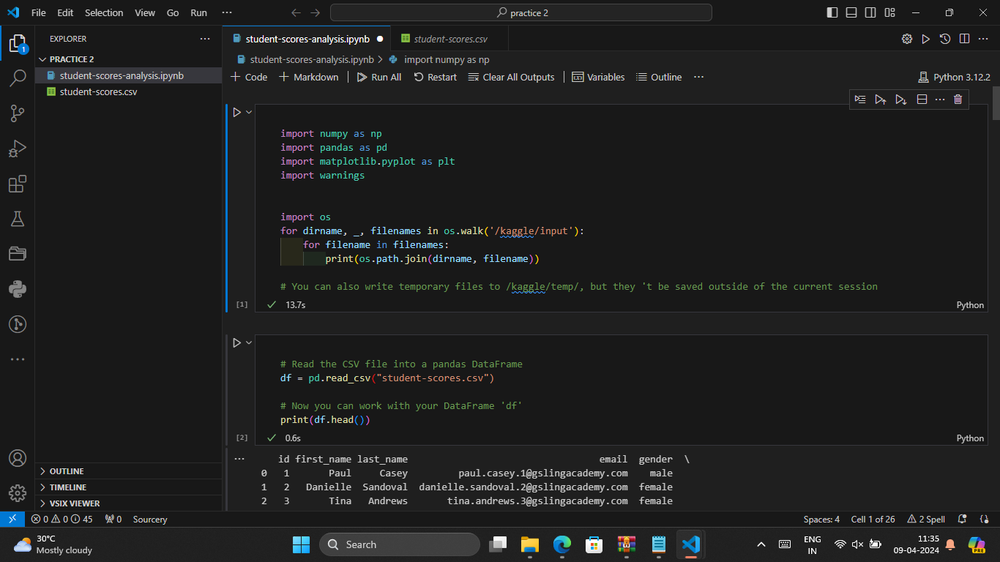 File Edit Selection View Go Run ··· practice 2
EXPLORER ···
PRACTICE 2
student-scores-analysis.ipynb
student-scores.csv
OUTLINE
TIMELINE
VSIX VIEWER
1
student-scores-analysis.ipynb student-scores.csv
student-scores-analysis.ipynb > import numpy as np
+ Code + Markdown Run All Restart Clear All Outputs Variables Outline ··· Python 3.12.2
import numpy as np
import pandas as pd
import matplotlib.pyplot as plt
import warnings
import os
for dirname, _, filenames in os.walk('/kaggle/input'):
for filename in filenames:
print(os.path.join(dirname, filename))
# You can also write temporary files to /kaggle/temp/, but they 't be saved outside of the current session
[1] 13.7s Python
# Read the CSV file into a pandas DataFrame
df = pd.read_csv("student-scores.csv")
# Now you can work with your DataFrame 'df'
print(df.head())
[2] 0.6s Python
··· id first_name last_name email gender \
0 1 Paul Casey paul.casey.1@gslingacademy.com male
1 2 Danielle Sandoval danielle.sandoval.2@gslingacademy.com female
2 3 Tina Andrews tina.andrews.3@gslingacademy.com female
0 0 45 0 Sourcery Spaces: 4 Cell 1 of 26 2 Spell
30°C
Mostly cloudy
Search
ENG
IN
11:35
09-04-2024
PRE